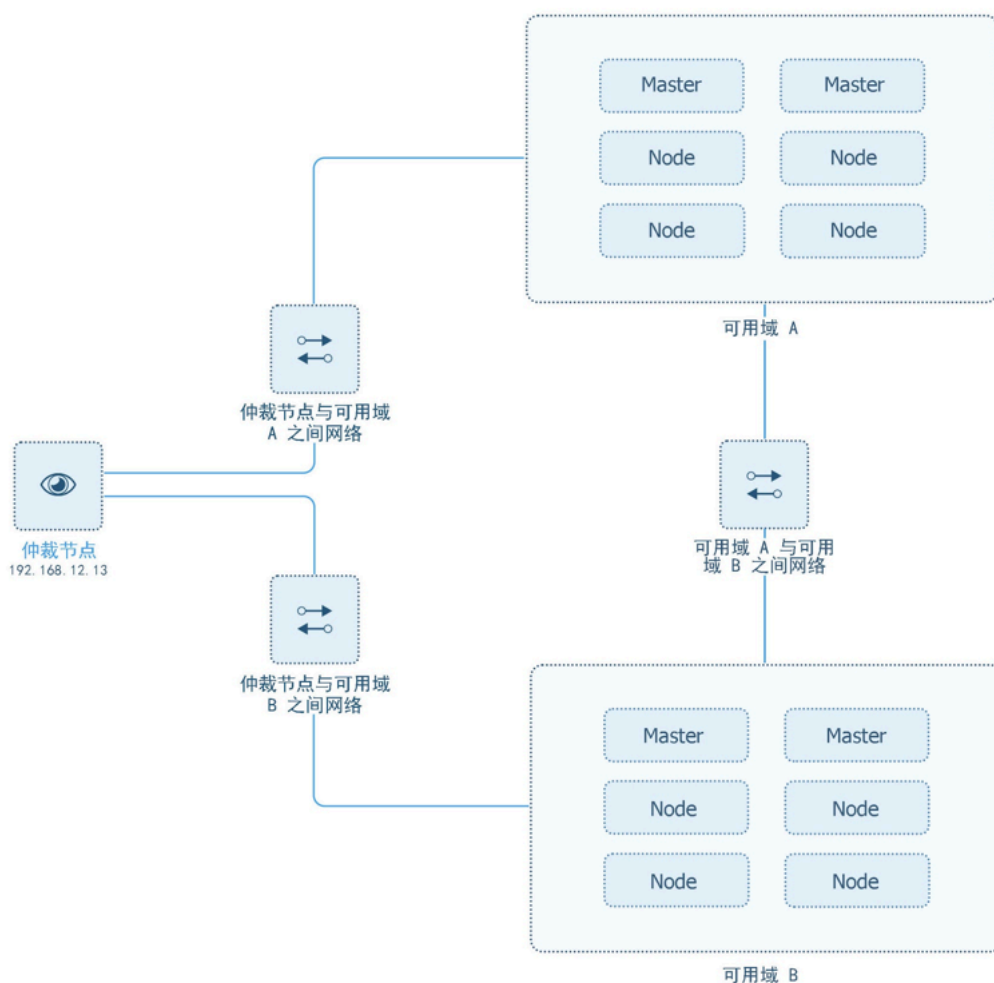 Master
Master
Node
Node
Node
Node
可用域 A
仲裁节点与可用域
A 之间网络
仲裁节点
192.168.12.13
可用域 A 与可用
域 B 之间网络
仲裁节点与可用域
B 之间网络
Master
Master
Node
Node
Node
Node
可用域 B